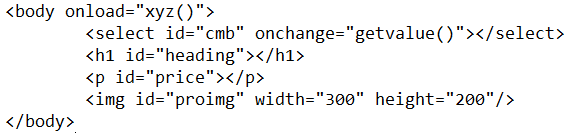 <body onload="xyz()">
        <select id="cmb" onchange="getvalue()"></select>
        <h1 id="heading"></h1>
        <p id="price"></p>
        <img id="proimg" width="300" height="200"/>
</body>